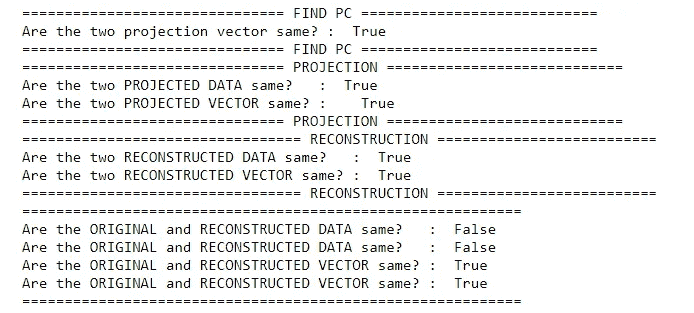 =============================== FIND PC ============================
Are the two projection vector same? :  True
=============================== FIND PC ============================
=============================== PROJECTION ============================
Are the two PROJECTED DATA same?   :  True
Are the two PROJECTED VECTOR same? :    True
=============================== PROJECTION ============================
================================= RECONSTRUCTION ==========================
Are the two RECONSTRUCTED DATA same?   :  True
Are the two RECONSTRUCTED VECTOR same? :  True
================================= RECONSTRUCTION ==========================
===========================================================
Are the ORIGINAL and RECONSTRUCTED DATA same?   :  False
Are the ORIGINAL and RECONSTRUCTED DATA same?   :  False
Are the ORIGINAL and RECONSTRUCTED VECTOR same? :  True
Are the ORIGINAL and RECONSTRUCTED VECTOR same? :  True
===========================================================